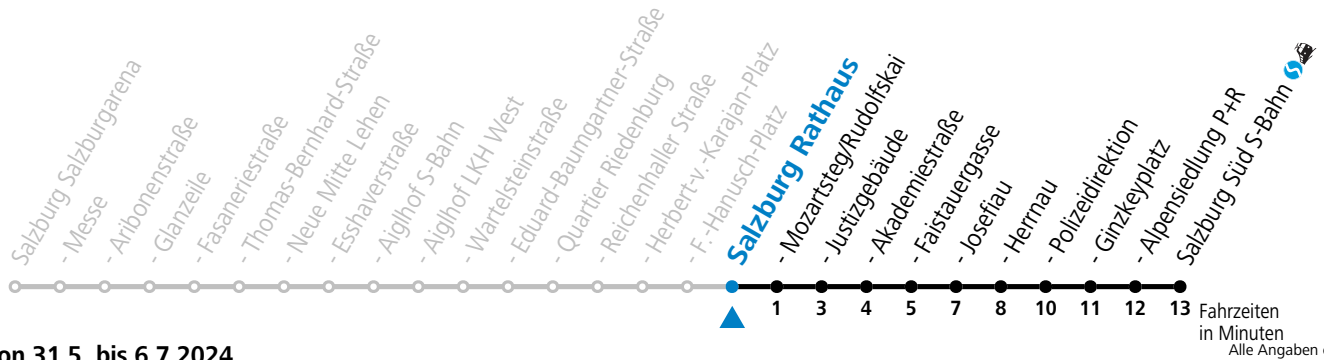 Salzburg Salzburgarena
- Messe
- Aribonenstraße
- Glanzeile
- Fasaneriestraße
- Thomas-Bernhard-Straße
- Neue Mitte Lehen
- Esshaverstraße
- Aiglhof S-Bahn
- Aiglhof LKH West
- Wartelsteinstraße
- Eduard-Baumgartner-Straße
- Quartier Riedenburg
- Reichenhaller Straße
- Herbert-v.-Karajan-Platz
- F.-Hanusch-Platz
Salzburg Rathaus
- Mozartsteg/Rudolfskai
- Justizgebäude
- Akademiestraße
- Faistauergasse
- Josefiau
- Herrnau
- Polizeidirektion
- Ginzkeyplatz
- Alpensiedlung P+R
Salzburg Süd S-Bahn
1 3 4 5 7 8 10 11 12 13 Fahrzeiten
in Minuten
Alle Angaben
on 31.5. bis 6.7.2024